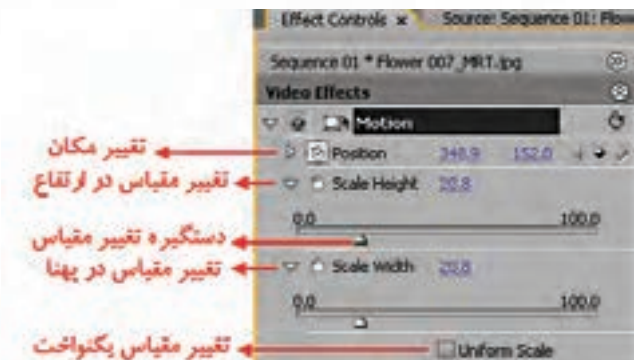 Effect Controls × Source: Sequence 01: Flow
Sequence 01 * Flower 007_MRT.jpg
Video Effects
Motion
تغییر مکان
Position 348.9 152.0
تغییر مقیاس در ارتفاع
Scale Height 20.8
0.0 100.0
دستگیره تغییر مقیاس
تغییر مقیاس در پهنا
Scale Width 20.8
0.0 100.0
تغییر مقیاس یکنواخت
Uniform Scale